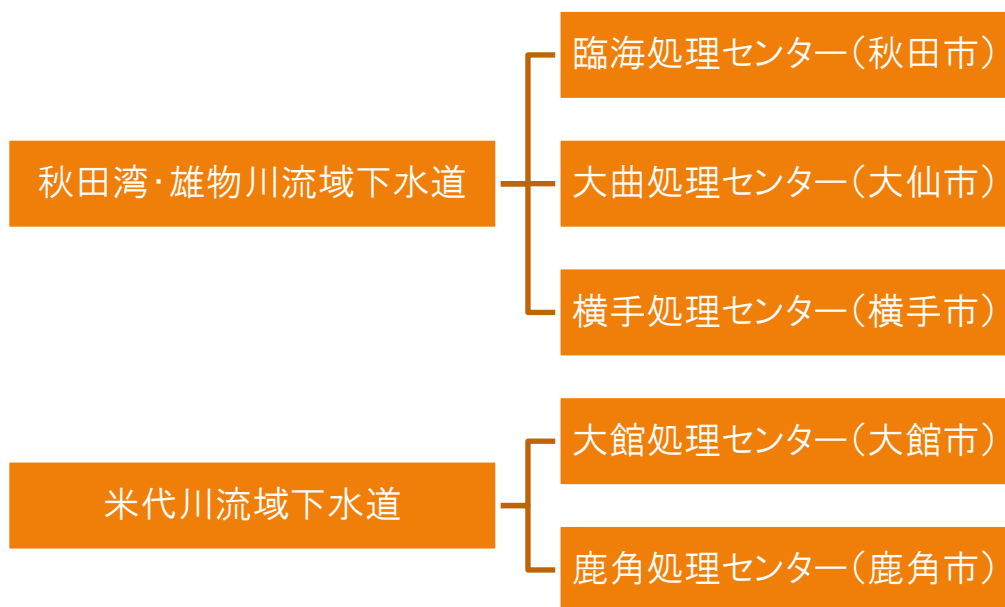 秋田湾・雄物川流域下水道
臨海処理センター（秋田市）
大曲処理センター（大仙市）
横手処理センター（横手市）
米代川流域下水道
大館処理センター（大館市）
鹿角処理センター（鹿角市）